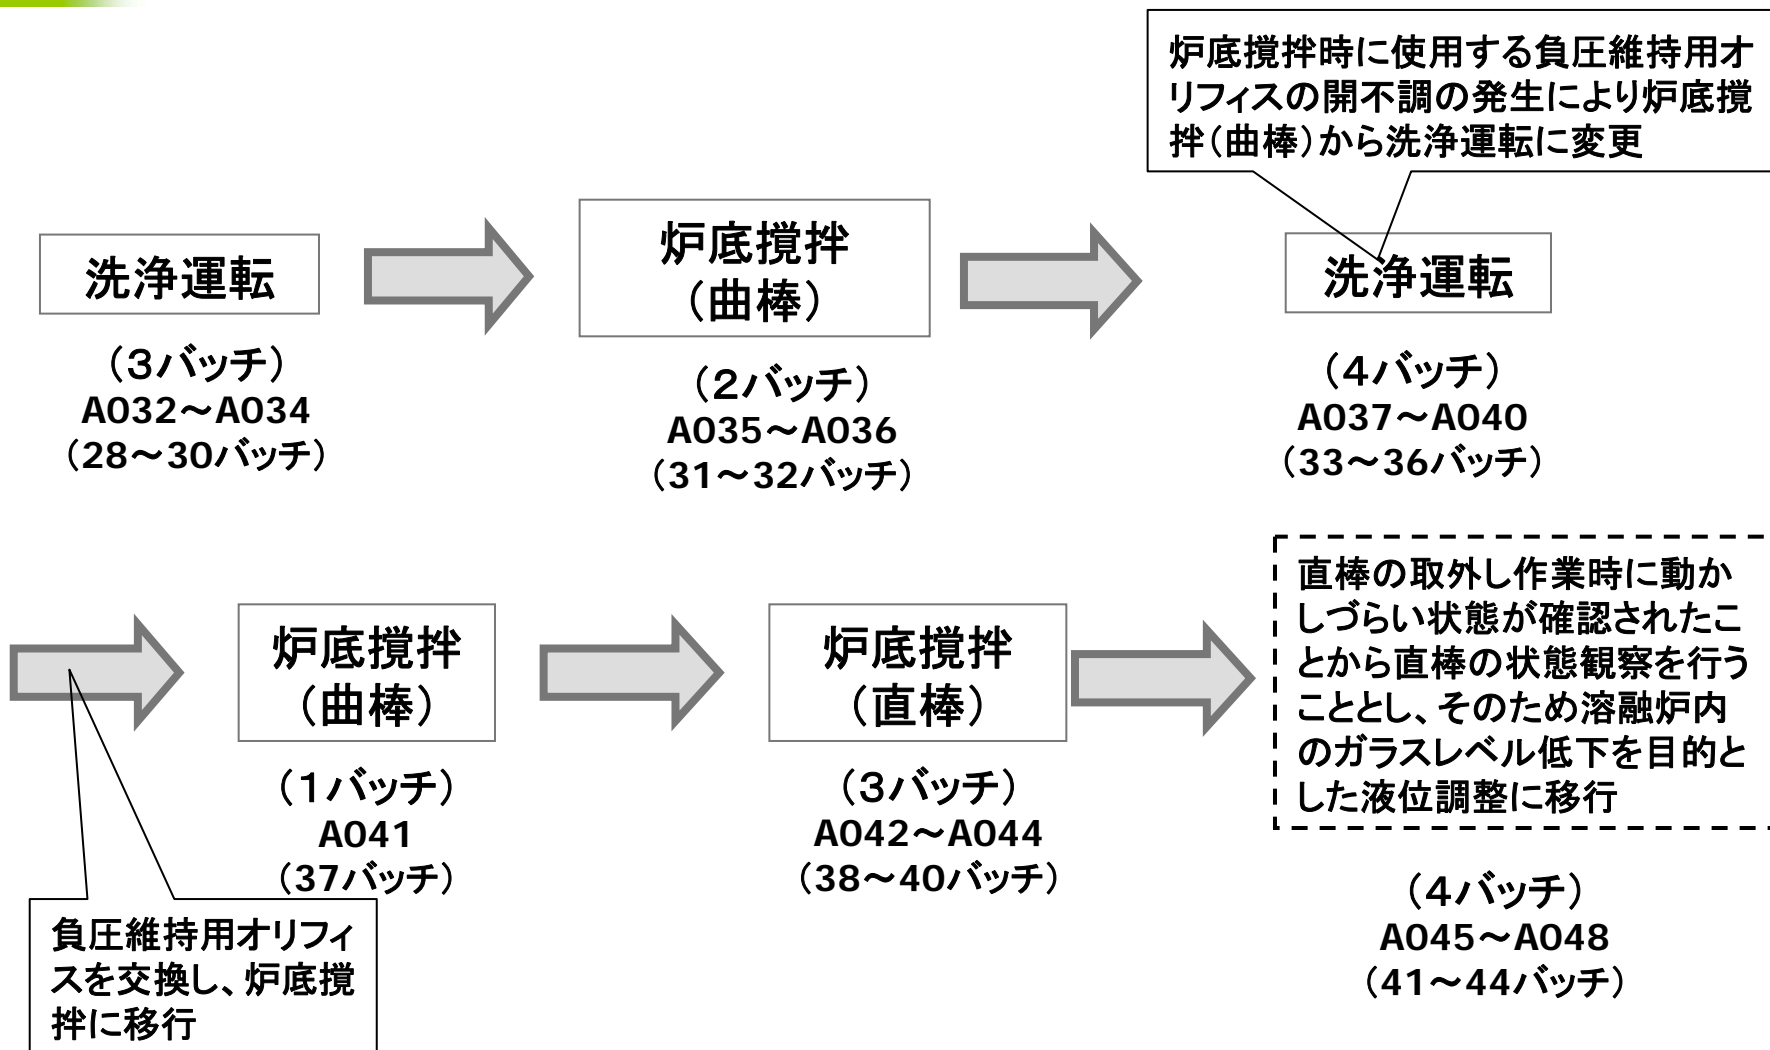 炉底撹拌時に使用する負圧維持用オ
リフィスの開不調の発生により炉底撹
拌(曲棒)から洗浄運転に変更
洗浄運転
(3バッチ)
A032～A034
(28～30バッチ)
炉底撹拌
(曲棒)
(2バッチ)
A035～A036
(31～32バッチ)
洗浄運転
(4バッチ)
A037～A040
(33～36バッチ)
負圧維持用オリフィ
スを交換し、炉底撹
拌に移行
炉底撹拌
(曲棒)
(1バッチ)
A041
(37バッチ)
炉底撹拌
(直棒)
(3バッチ)
A042～A044
(38～40バッチ)
直棒の取外し作業時に動か
しづらい状態が確認されたこ
とから直棒の状態観察を行う
こととし、そのため溶融炉内
のガラスレベル低下を目的と
した液位調整に移行
(4バッチ)
A045～A048
(41～44バッチ)